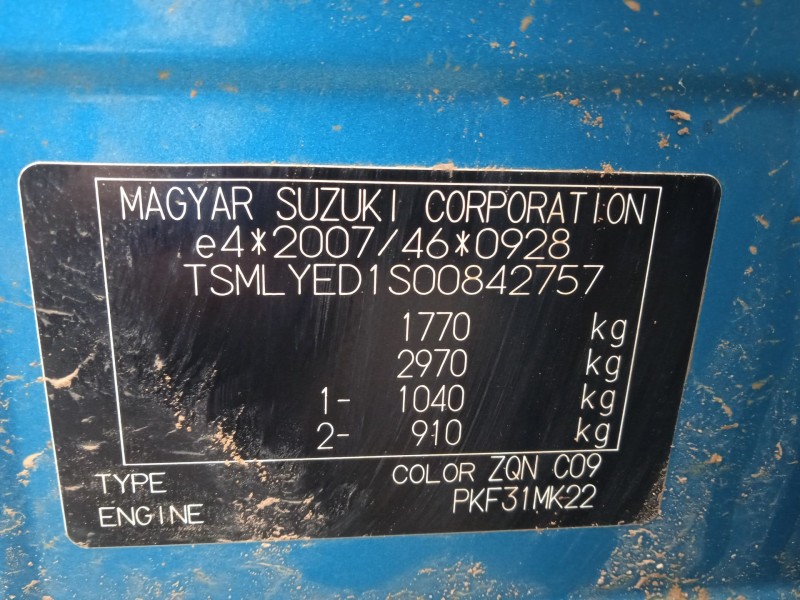 MAGYAR SUZUKI CORPORATION
e4*2007/46*0928
TSMLYED1S00842757
1770 kg
2970 kg
1- 1040 kg
2- 910 kg
TYPE COLOR ZQN C09
ENGINE PKF31MK22